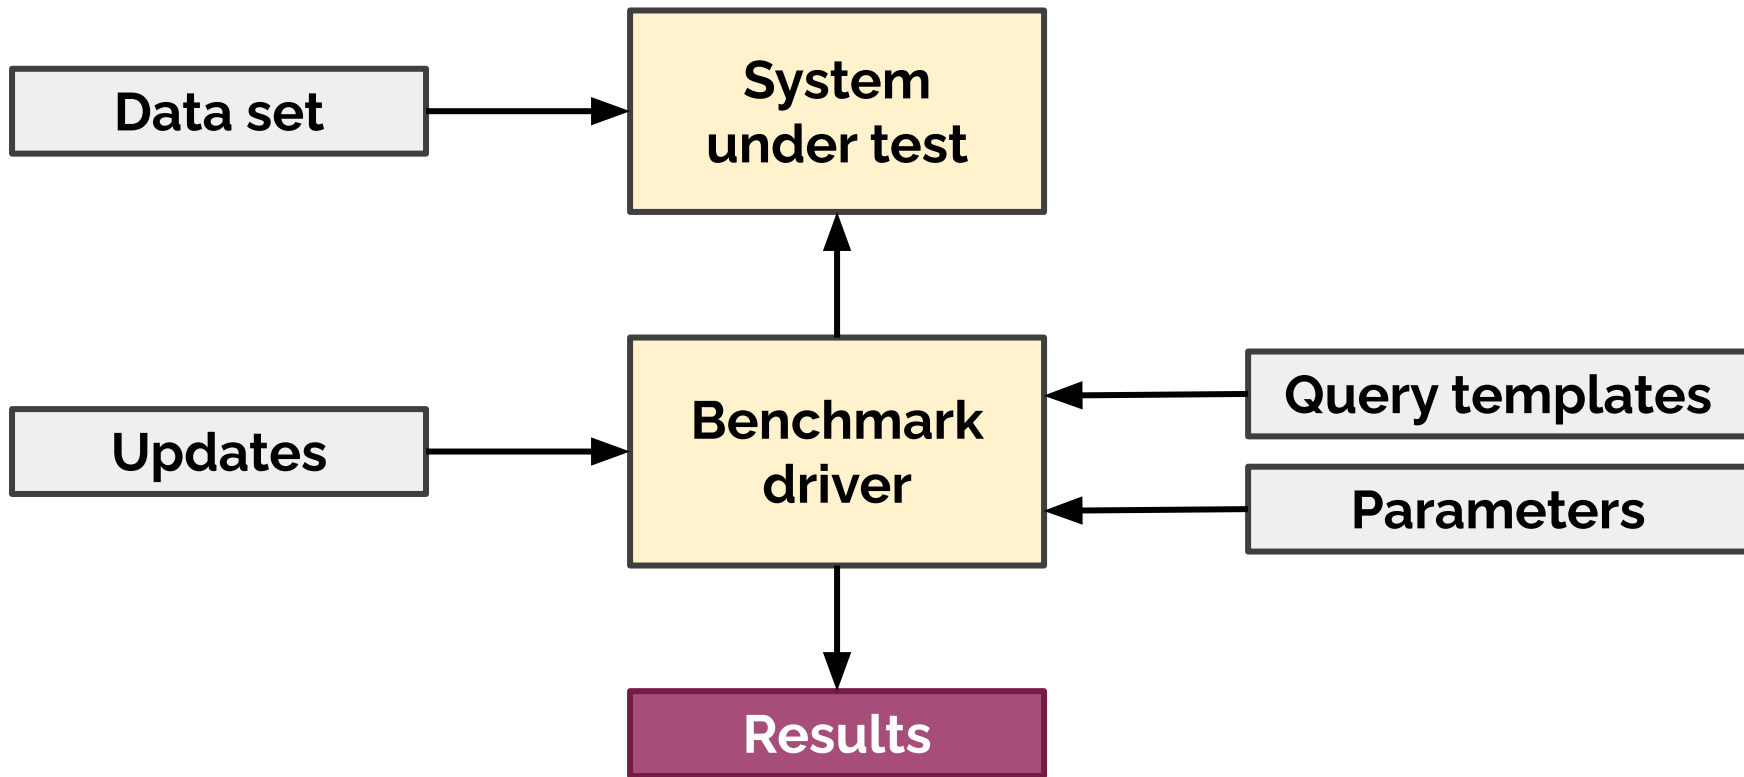 Data set
System
under test
Updates
Benchmark
driver
Query templates
Parameters
Results